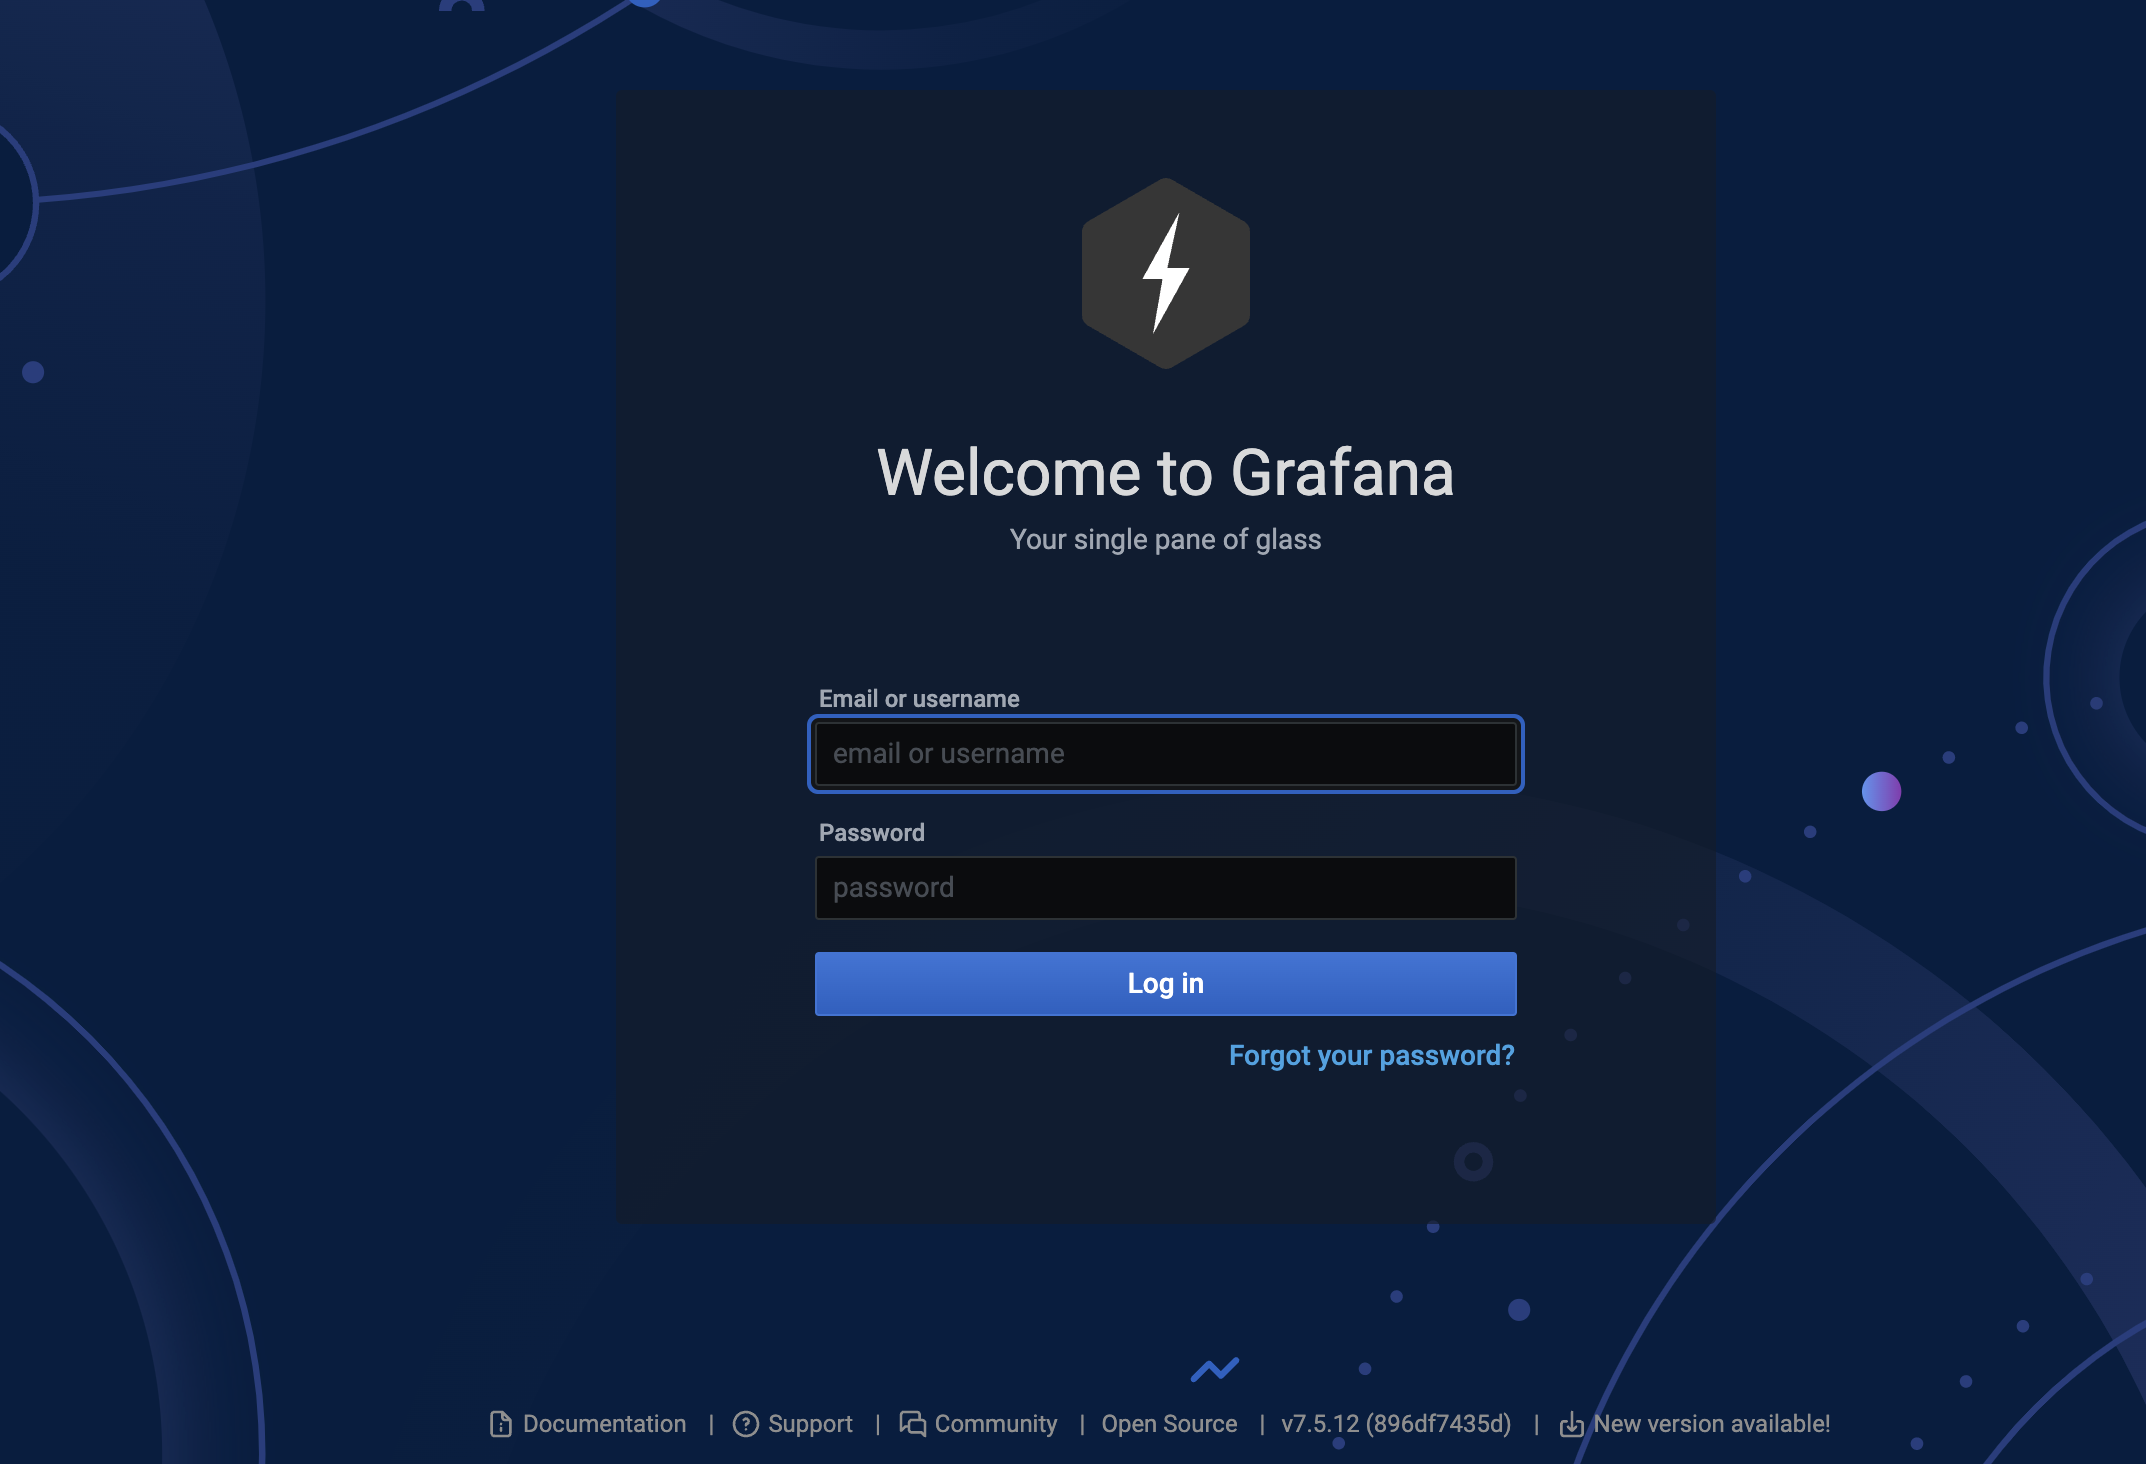 Welcome to Grafana
Your single pane of glass
Email or username
email or username
Password
password
Log in
Forgot your password?
Documentation | Support | Community | Open Source | v7.5.12 (896df7435d) | New version available!